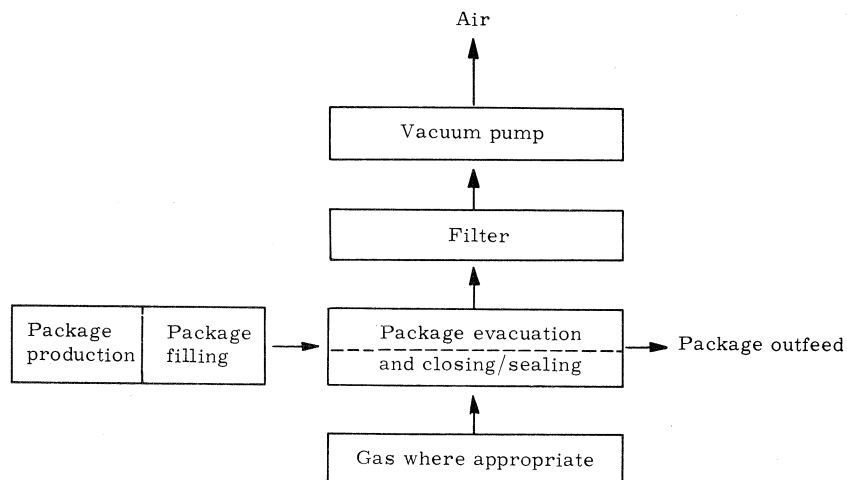 Air
Vacuum pump
Filter
Package
production
Package
filling
Package evacuation
and closing/sealing
Package outfeed
Gas where appropriate